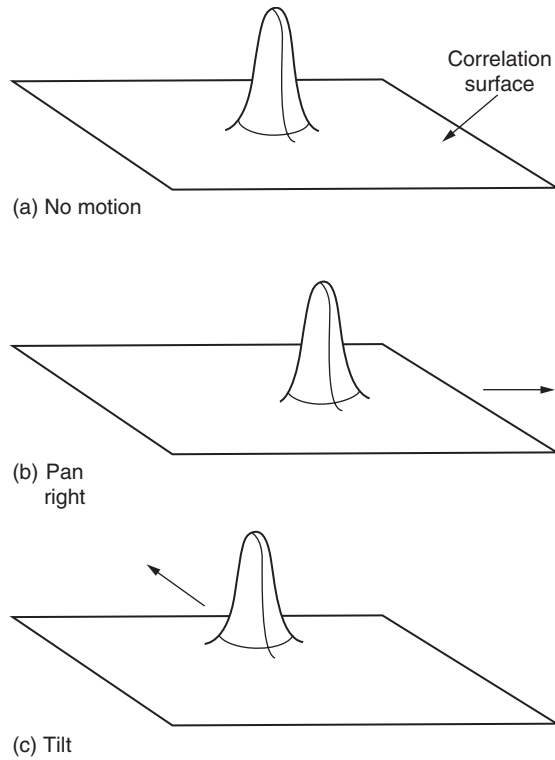 Correlation
surface
(a) No motion
(b) Pan
right
(c) Tilt